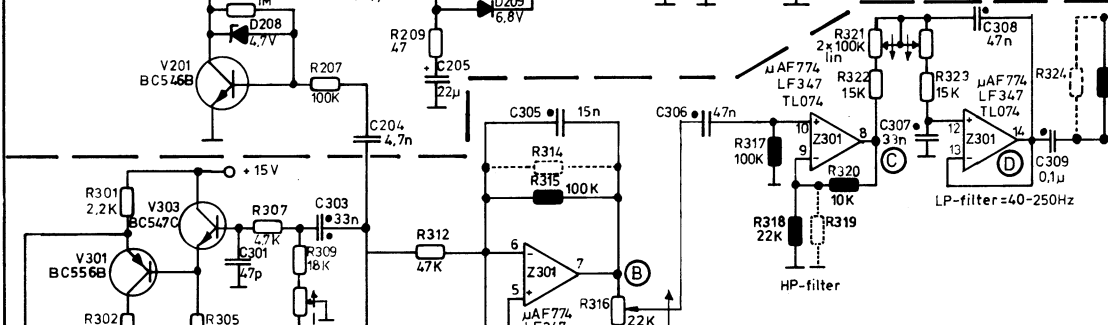 1M
D208
4,7V
V201
BC546B
R207
100K
C204
4,7n
D209
6,8V
R209
47
+
C205
22µ
+ 15V
R301
2,2K
V303
BC547C
R307
4,7K
C303
33n
C301
47p
R309
18K
V301
BC556B
R302
R305
R312
47K
C305
15n
R314
R315
100K
6
−
Z301
7
5
+
µAF774
LF347
B
R316
22K
C306
47n
R317
100K
µAF774
LF347
TL074
10
+
9
−
Z301
8
C
R318
22K
R319
R320
10K
HP-filter
R321
2x100K
lin
R322
15K
R323
15K
C307
33n
C308
47n
µAF774
LF347
TL074
12
+
13
−
Z301
14
D
C309
0,1µ
R324
LP-filter=40-250Hz